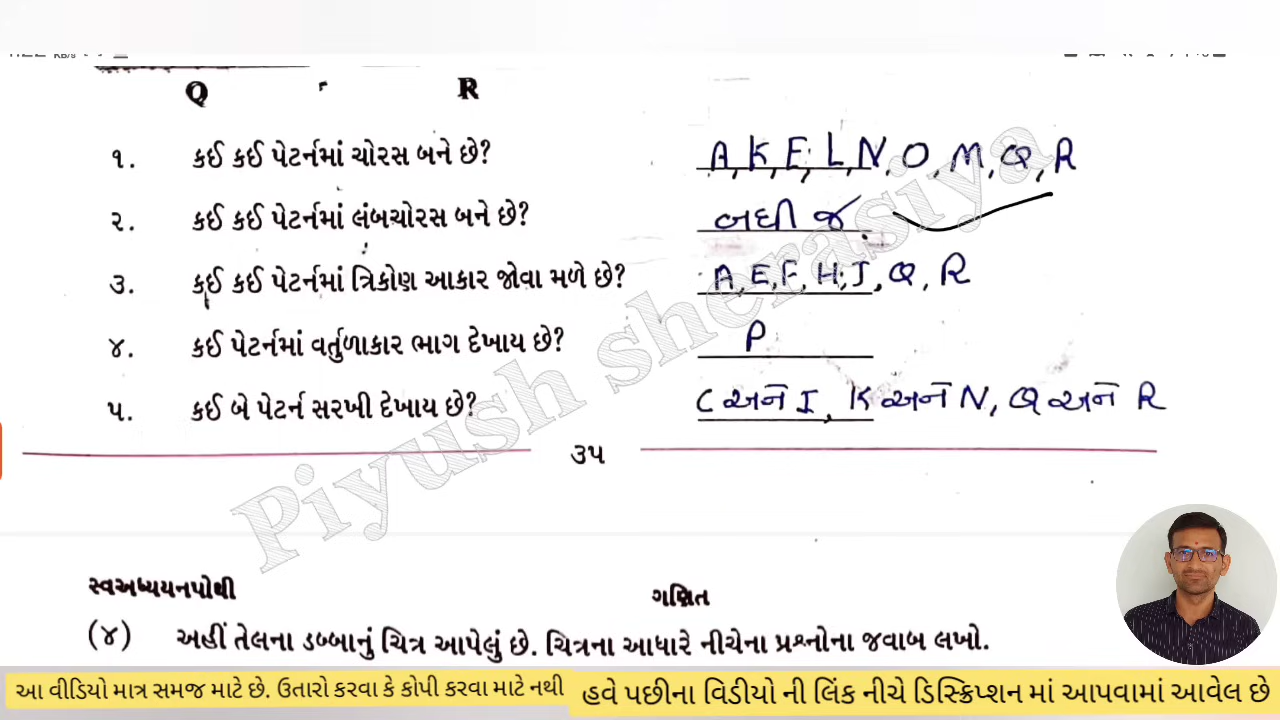 KB/s
Q R
૧. કઈ કઈ પેટર્નમાં ચોરસ બને છે? A, K, E, L, N, O, M, Q, R
૨. કઈ કઈ પેટર્નમાં લંબચોરસ બને છે? બધી જ
૩. કઈ કઈ પેટર્નમાં ત્રિકોણ આકાર જોવા મળે છે? A, E, F, H, J, Q, R
૪. કઈ પેટર્નમાં વર્તુળાકાર ભાગ દેખાય છે? P
૫. કઈ બે પેટર્ન સરખી દેખાય છે? C અને I, K અને N, Q અને R
૩૫
Piyush sherasiya
સ્વઅધ્યયનપોથી ગણિત
(૪) અહીં તેલના ડબ્બાનું ચિત્ર આપેલું છે. ચિત્રના આધારે નીચેના પ્રશ્નોના જવાબ લખો.
આ વીડિયો માત્ર સમજ માટે છે. ઉતારો કરવા કે કોપી કરવા માટે નથી
હવે પછીના વિડીયો ની લિંક નીચે ડિસ્ક્રિપ્શન માં આપવામાં આવેલ છે